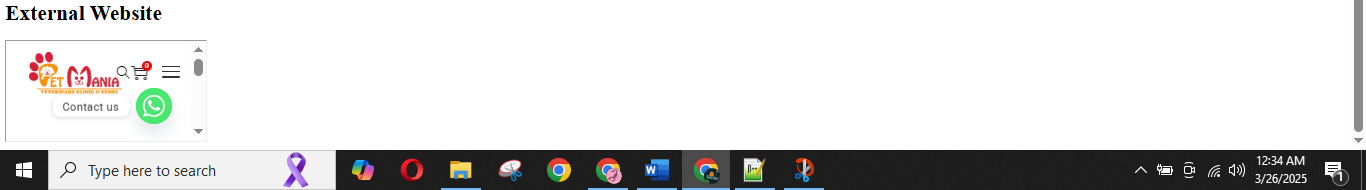 External Website
PET MANIA
VETERINARY CLINIC & STORE
0
Contact us
Type here to search
W
12:34 AM
3/26/2025
1